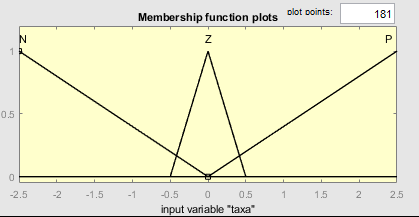 Membership function plots plot points: 181
N Z P
1
0.5
0
-2.5 -2 -1.5 -1 -0.5 0 0.5 1 1.5 2 2.5
input variable "taxa"